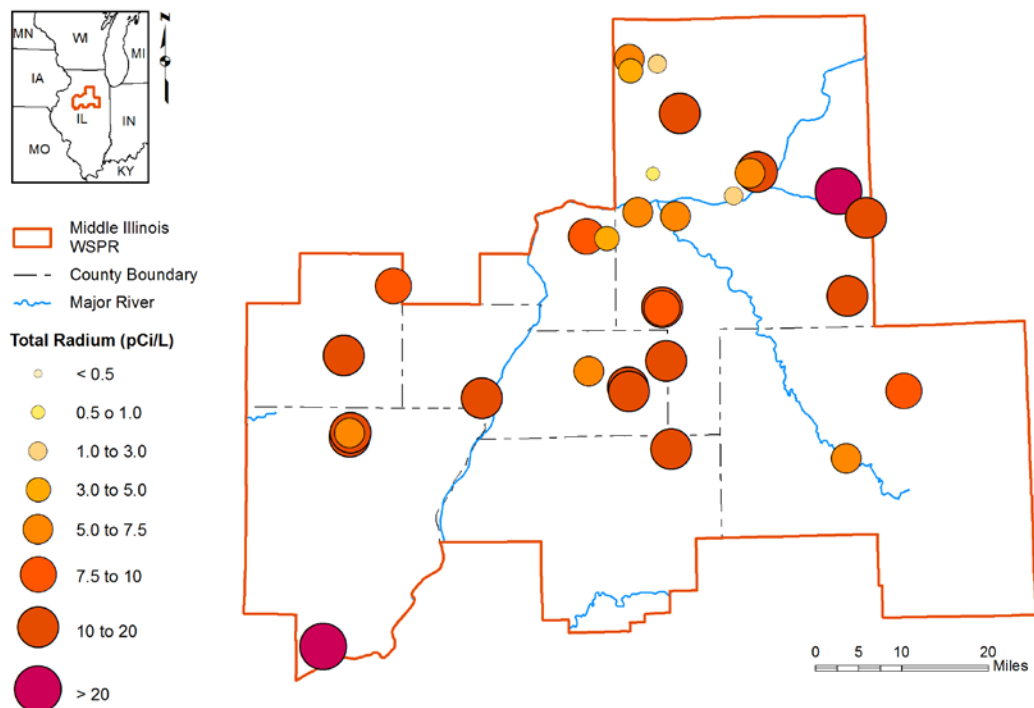 N
MN
WI
MI
IA
IL
IN
MO
KY
Middle Illinois
WSPR
County Boundary
Major River
Total Radium (pCi/L)
< 0.5
0.5 o 1.0
1.0 to 3.0
3.0 to 5.0
5.0 to 7.5
7.5 to 10
10 to 20
> 20
0 5 10 20
Miles